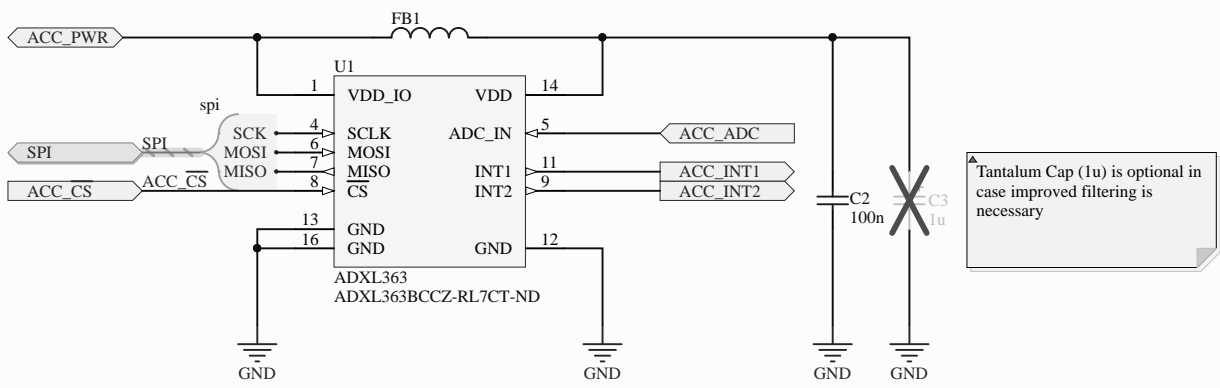 FB1
ACC_PWR
U1
1
VDD_IO
VDD
14
spi
SPI
SPI
SCK
MOSI
MISO
4
6
7
8
SCLK
MOSI
MISO
CS
ADC_IN
5
ACC_ADC
INT1
11
ACC_INT1
INT2
9
ACC_INT2
ACC_CS
ACC_CS
13
16
GND
GND
GND
12
C2
100n
C3
1u
Tantalum Cap (1u) is optional in
case improved filtering is
necessary
ADXL363
ADXL363BCCZ-RL7CT-ND
GND
GND
GND
GND